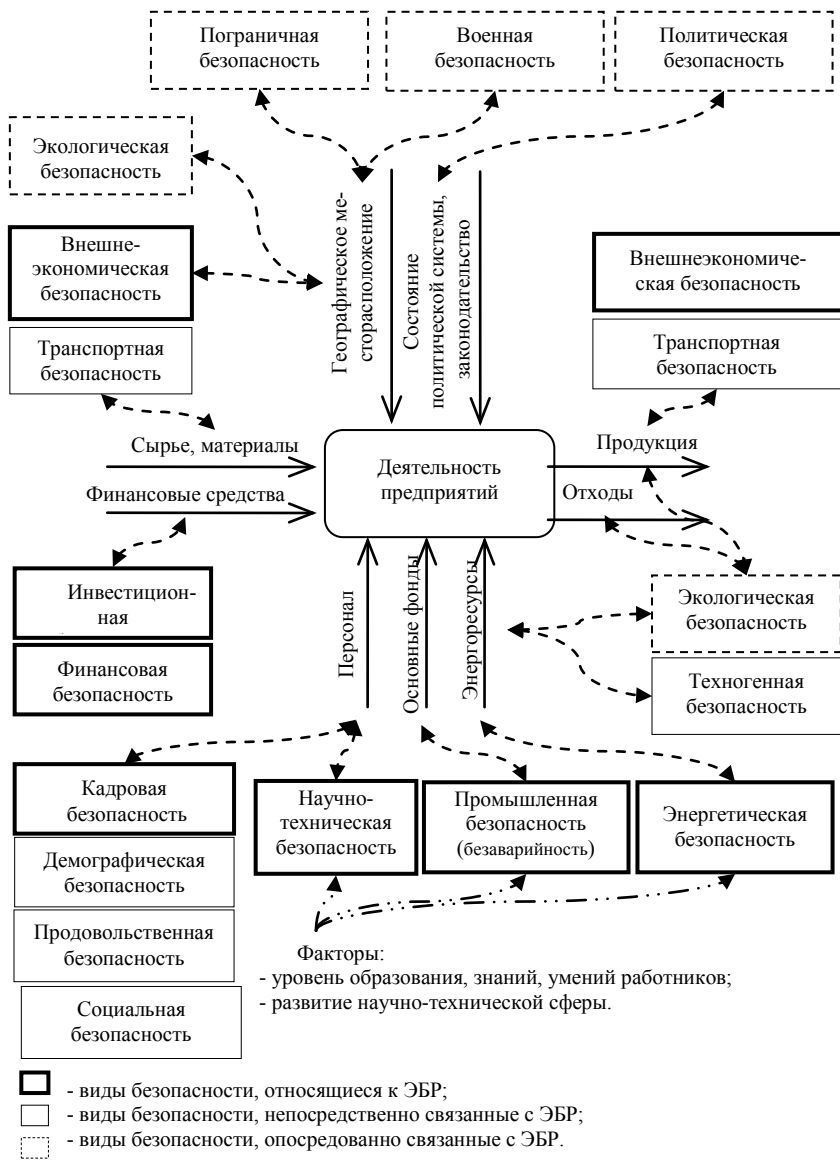 Пограничная
безопасность
Военная
безопасность
Политическая
безопасность
Экологическая
безопасность
Внешне-
экономическая
безопасность
Транспортная
безопасность
Географическое ме-
сторасположение
Состояние
политической системы,
законодательство
Внешнеэкономиче-
ская безопасность
Транспортная
безопасность
Сырье, материалы
Финансовые средства
Деятельность
предприятий
Продукция
Отходы
Инвестицион-
ная
Финансовая
безопасность
Персонал
Основные фонды
Энергоресурсы
Экологическая
безопасность
Техногенная
безопасность
Кадровая
безопасность
Демографическая
безопасность
Продовольственная
безопасность
Социальная
безопасность
Научно-
техническая
безопасность
Промышленная
безопасность
(безаварийность)
Энергетическая
безопасность
Факторы:
- уровень образования, знаний, умений работников;
- развитие научно-технической сферы.
- виды безопасности, относящиеся к ЭБР;
- виды безопасности, непосредственно связанные с ЭБР;
- виды безопасности, опосредованно связанные с ЭБР.